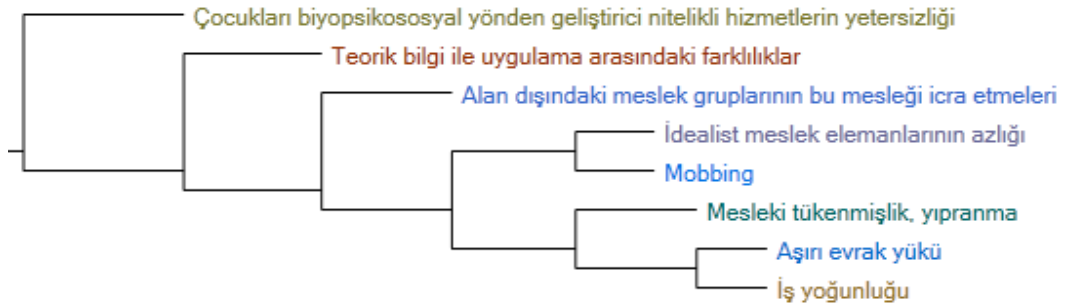 Çocukları biyopsikososyal yönden geliştirici nitelikli hizmetlerin yetersizliği
Teorik bilgi ile uygulama arasındaki farklılıklar
Alan dışındaki meslek gruplarının bu mesleği icra etmeleri
İdealist meslek elemanlarının azlığı
Mobbing
Mesleki tükenmişlik, yıpranma
Aşırı evrak yükü
İş yoğunluğu